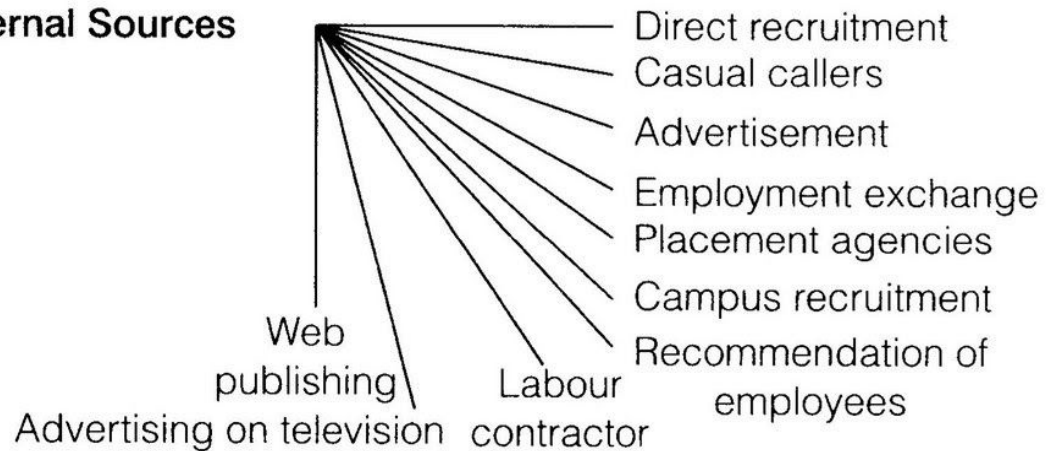 ernal Sources
Direct recruitment
Casual callers
Advertisement
Employment exchange
Placement agencies
Campus recruitment
Recommendation of
employees
Labour
contractor
Advertising on television
Web
publishing